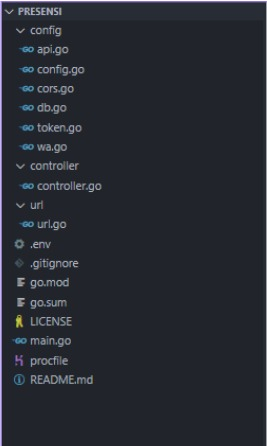 PRESENSI
config
api.go
config.go
cors.go
db.go
token.go
wa.go
controller
controller.go
url
url.go
.env
.gitignore
go.mod
go.sum
LICENSE
main.go
procfile
README.md